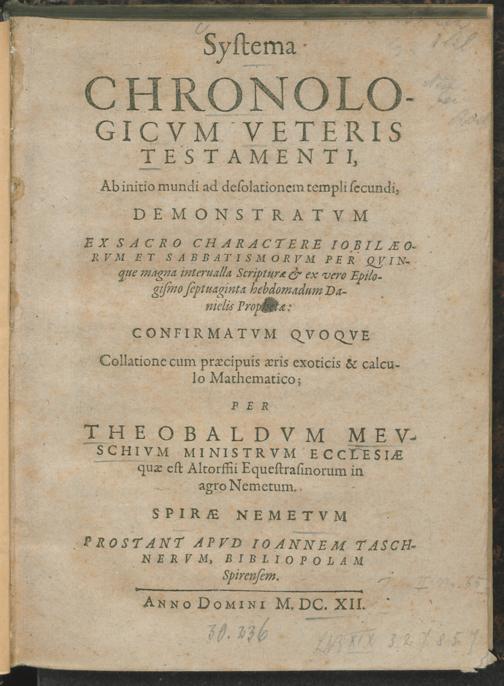 Syſtema
CHRONOLO-
GICVM VETERIS
TESTAMENTI,
Ab initio mundi ad deſolationem templi ſecundi,
DEMONSTRATVM
EX SACRO CHARACTERE IOBILÆO-
RVM ET SABBATISMORVM PER QVIN-
que magna interualla Scripturæ & ex vero Epilo-
giſmo ſeptuaginta hebdomadum Da-
nielis Prophetæ:
CONFIRMATVM QVOQVE
Collatione cum præcipuis æris exoticis & calcu-
lo Mathematico;
PER
THEOBALDVM MEV-
SCHIVM MINISTRVM ECCLESIÆ
quæ est Altorffii Equeſtraſinorum in
agro Nemetum.
SPIRÆ NEMETVM
PROSTANT APVD IOANNEM TASCH-
NERVM, BIBLIOPOLAM
Spirenſem.
ANNO DOMINI M. DC. XII.
30.236